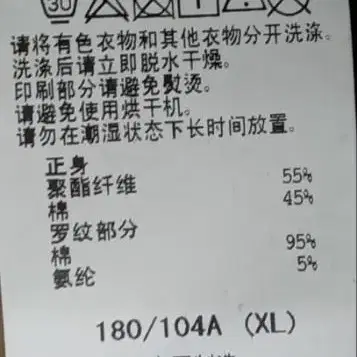 30
请将有色衣物和其他衣物分开洗涤。
洗涤后请立即脱水干燥。
印刷部分请避免熨烫。
请避免使用烘干机。
请勿在潮湿状态下长时间放置。
正身
聚酯纤维 55%
棉 45%
罗纹部分
棉 95%
氨纶 5%
180/104A (XL)